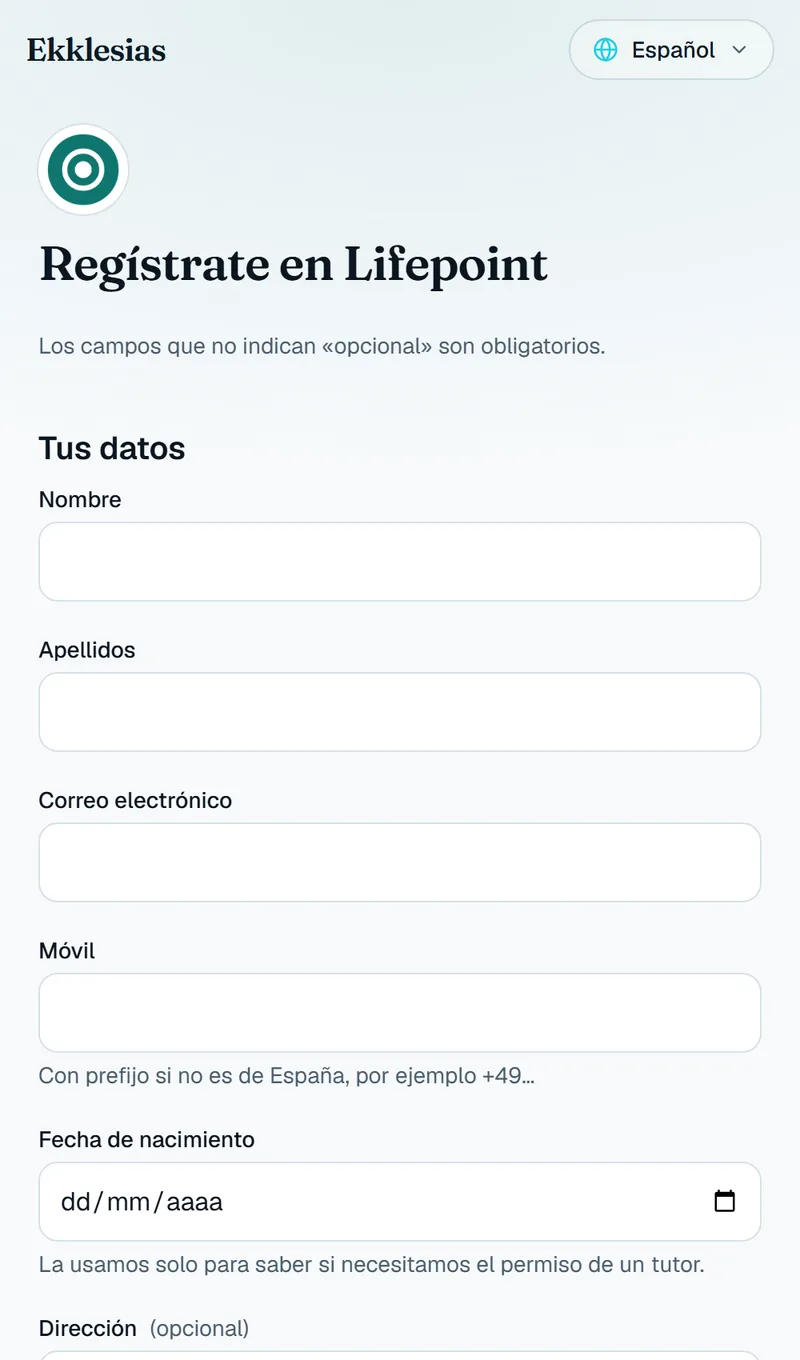 Ekklesias
Español
Regístrate en Lifepoint
Los campos que no indican «opcional» son obligatorios.
Tus datos
Nombre
Apellidos
Correo electrónico
Móvil
Con prefijo si no es de España, por ejemplo +49…
Fecha de nacimiento
dd/mm/aaaa
La usamos solo para saber si necesitamos el permiso de un tutor.
Dirección (opcional)